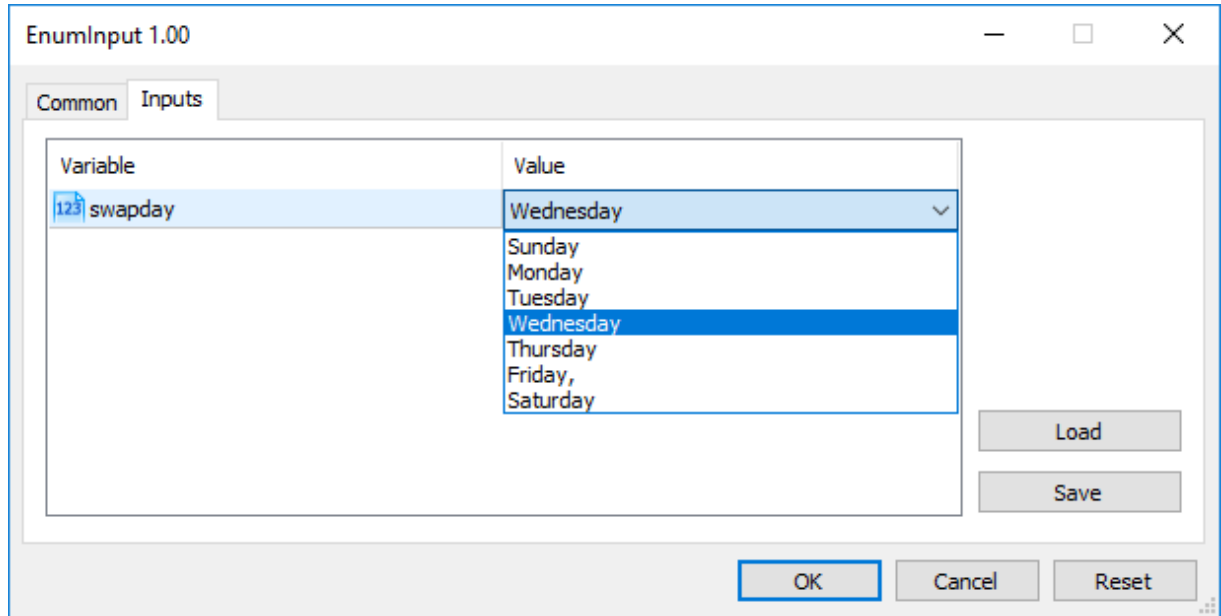 EnumInput 1.00
Common Inputs
Variable Value
123 swapday Wednesday
Sunday
Monday
Tuesday
Wednesday
Thursday
Friday,
Saturday
Load
Save
OK Cancel Reset